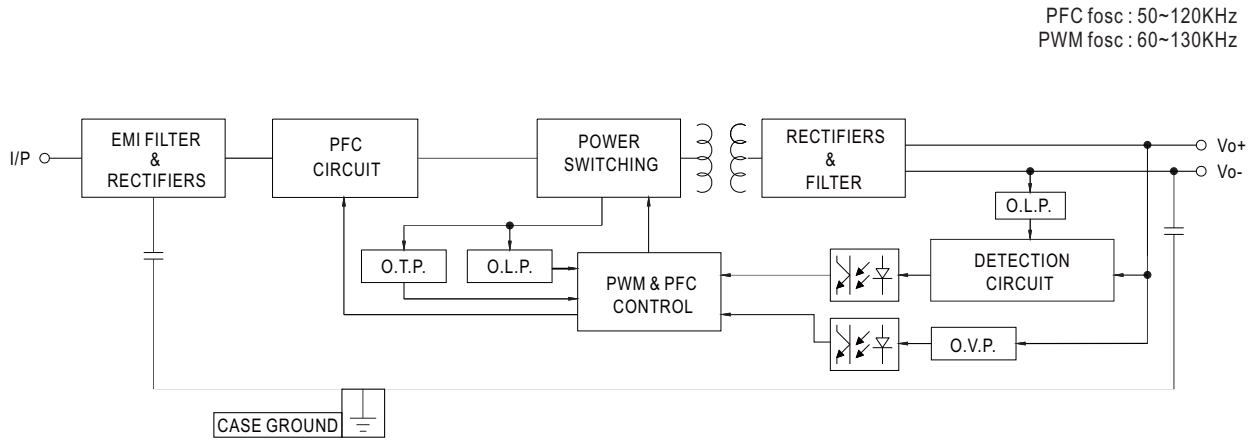 PFC fosc : 50~120KHz
PWM fosc : 60~130KHz
I/P
EMI FILTER
&
RECTIFIERS
PFC
CIRCUIT
POWER
SWITCHING
RECTIFIERS
&
FILTER
Vo+
Vo-
O.L.P.
O.T.P.
O.L.P.
PWM & PFC
CONTROL
DETECTION
CIRCUIT
O.V.P.
CASE GROUND